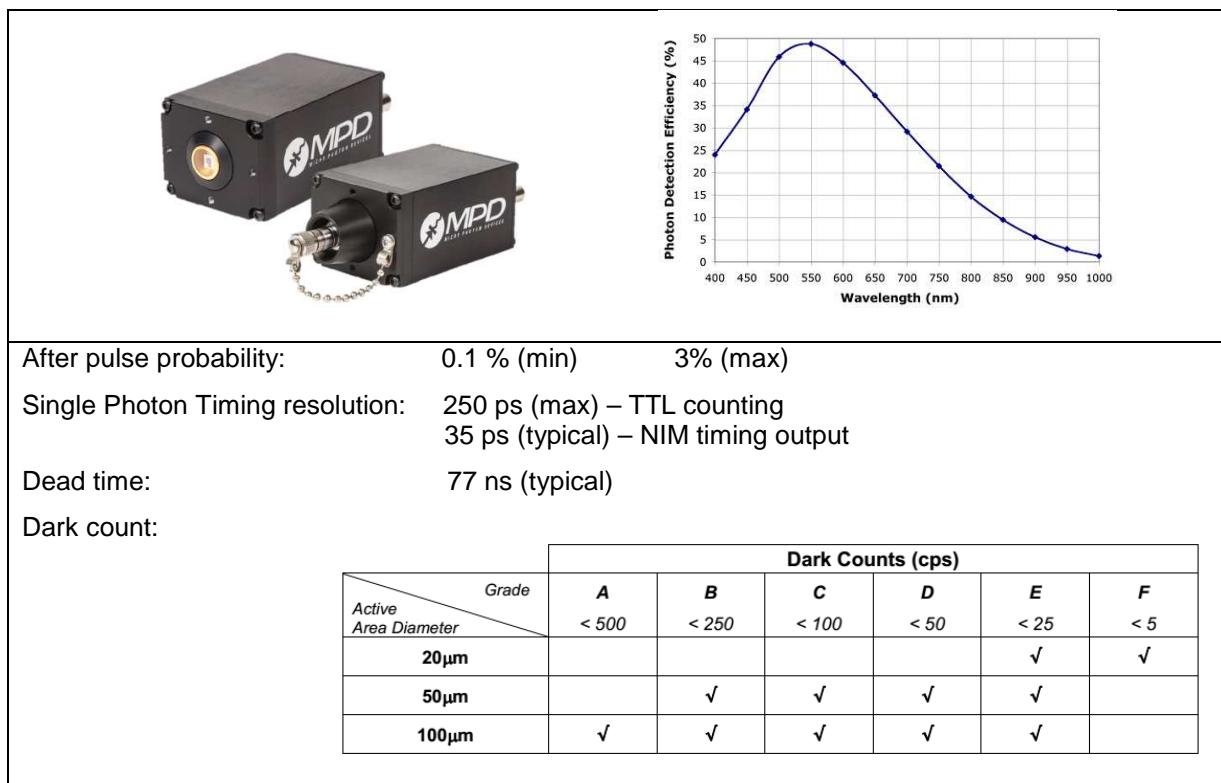 MPD
MICRO PHOTON DEVICES
MPD
MICRO PHOTON DEVICES
Photon Detection Efficiency (%)
50
45
40
35
30
25
20
15
10
5
0
400 450 500 550 600 650 700 750 800 850 900 950 1000
Wavelength (nm)
After pulse probability: 0.1 % (min) 3% (max)
Single Photon Timing resolution: 250 ps (max) – TTL counting
35 ps (typical) – NIM timing output
Dead time: 77 ns (typical)
Dark count:
Dark Counts (cps)
Grade A B C D E F
Active
Area Diameter < 500 < 250 < 100 < 50 < 25 < 5
20μm √ √
50μm √ √ √ √
100μm √ √ √ √ √